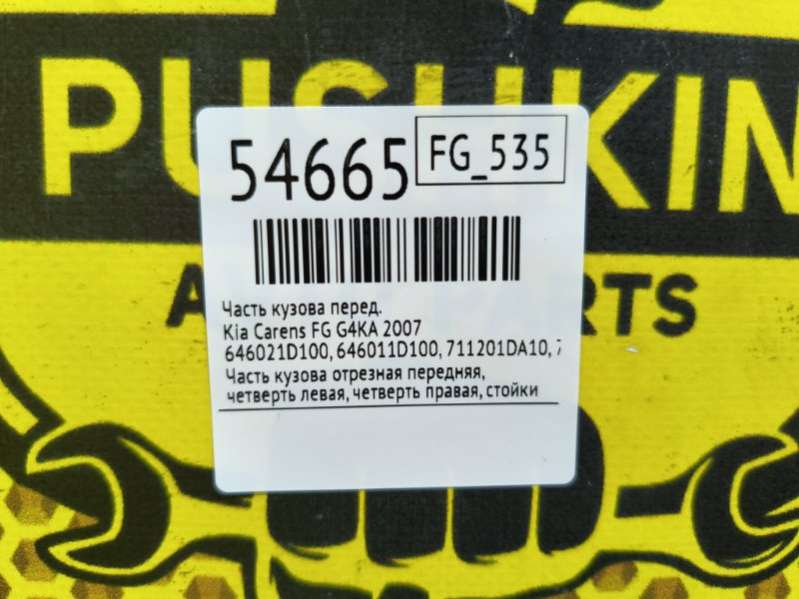 PUSHKIN
54665
FG_535
Часть кузова перед.
Kia Carens FG G4KA 2007
646021D100, 646011D100, 711201DA10,
Часть кузова отрезная передняя,
четверть левая, четверть правая, стойки